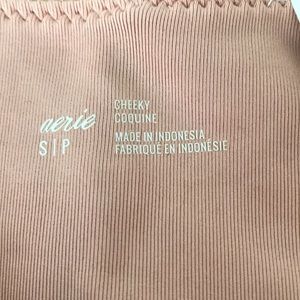 aerie
S|P
CHEEKY
COQUINE
MADE IN INDONESIA
FABRIQUÉ EN INDONÉSIE